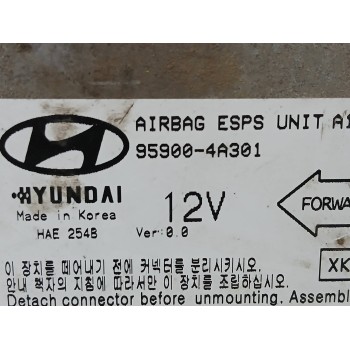 AIRBAG ESPS UNIT A1
95900-4A301
HYUNDAI
Made in Korea
HAE 254B
12V
Ver:0.0
FORWA
이 장치를 떼어내기 전에 커넥터를 분리시키시오.
안내 책자의 지침에 따라서만 이 장치를 조립하십시오
XK
Detach connector before unmounting. Assembl